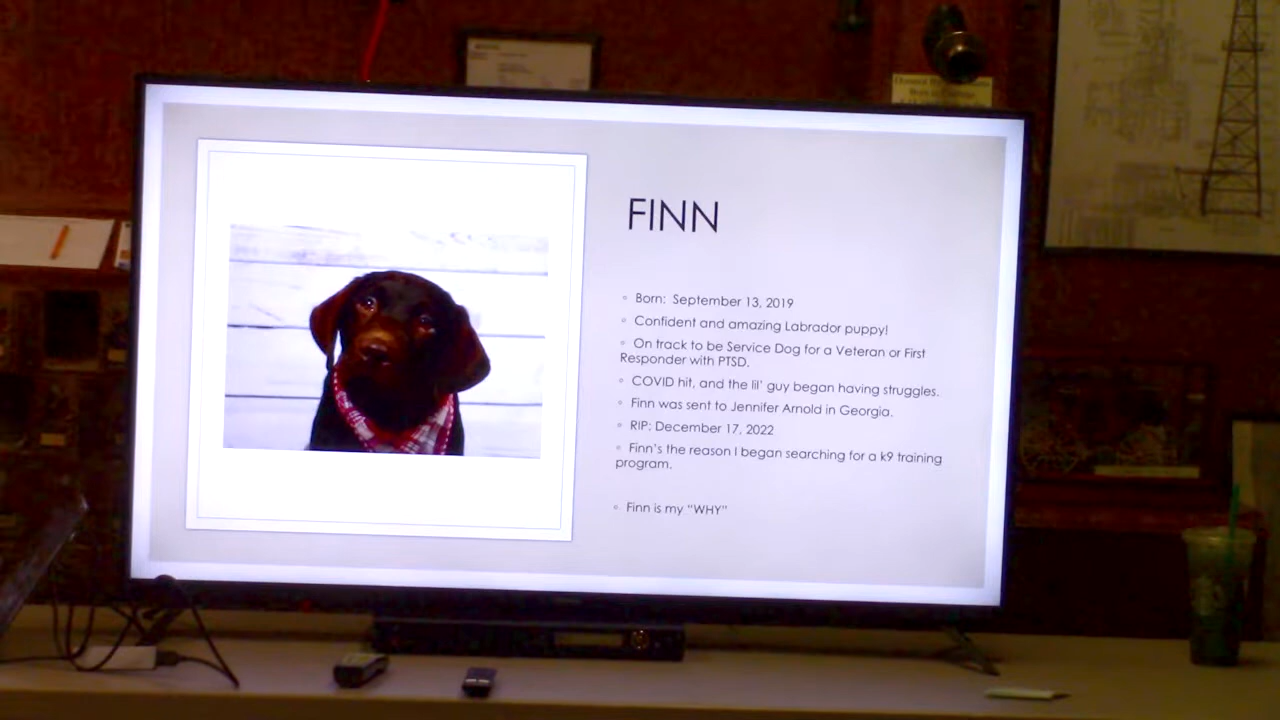 FINN
▫ Born: September 13, 2019
▫ Confident and amazing Labrador puppy!
▫ On track to be Service Dog for a Veteran or First
Responder with PTSD.
▫ COVID hit, and the lil' guy began having struggles.
▫ Finn was sent to Jennifer Arnold in Georgia.
▫ RIP: December 17, 2022
▫ Finn's the reason I began searching for a k9 training
program.
▫ Finn is my "WHY"